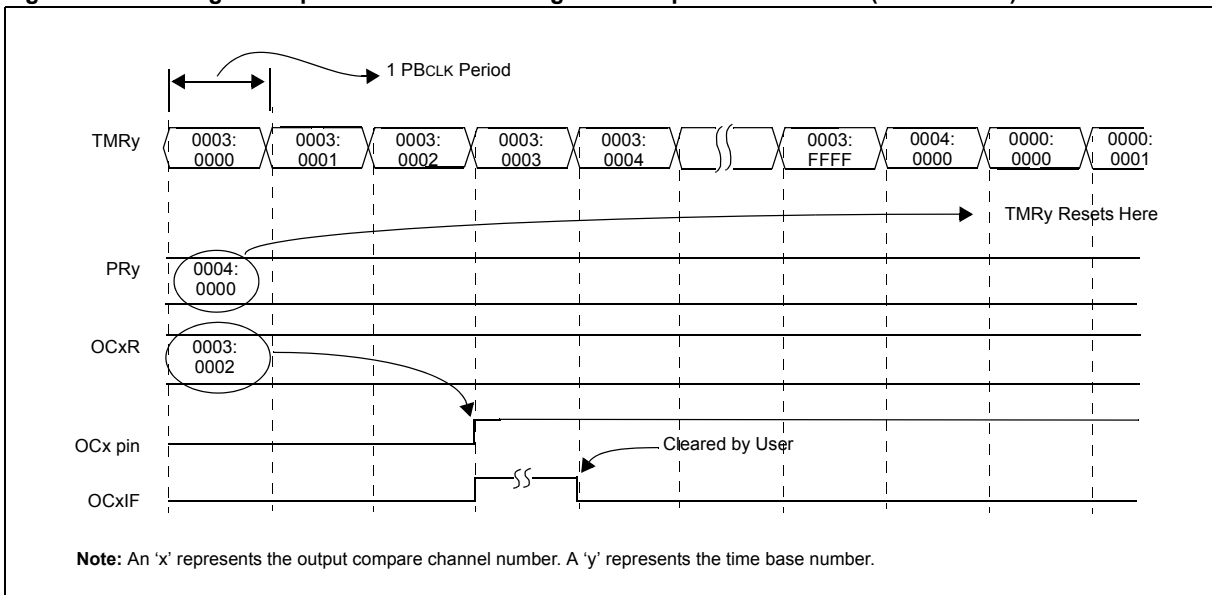 1 PBCLK Period
TMRy
0003: 0003: 0003: 0003: 0003: 0003: 0004: 0000: 0000:
0000 0001 0002 0003 0004 FFFF 0000 0000 0001
TMRy Resets Here
PRy
0004:
0000
OCxR
0003:
0002
OCx pin
Cleared by User
OCxIF
Note: An ‘x’ represents the output compare channel number. A ‘y’ represents the time base number.